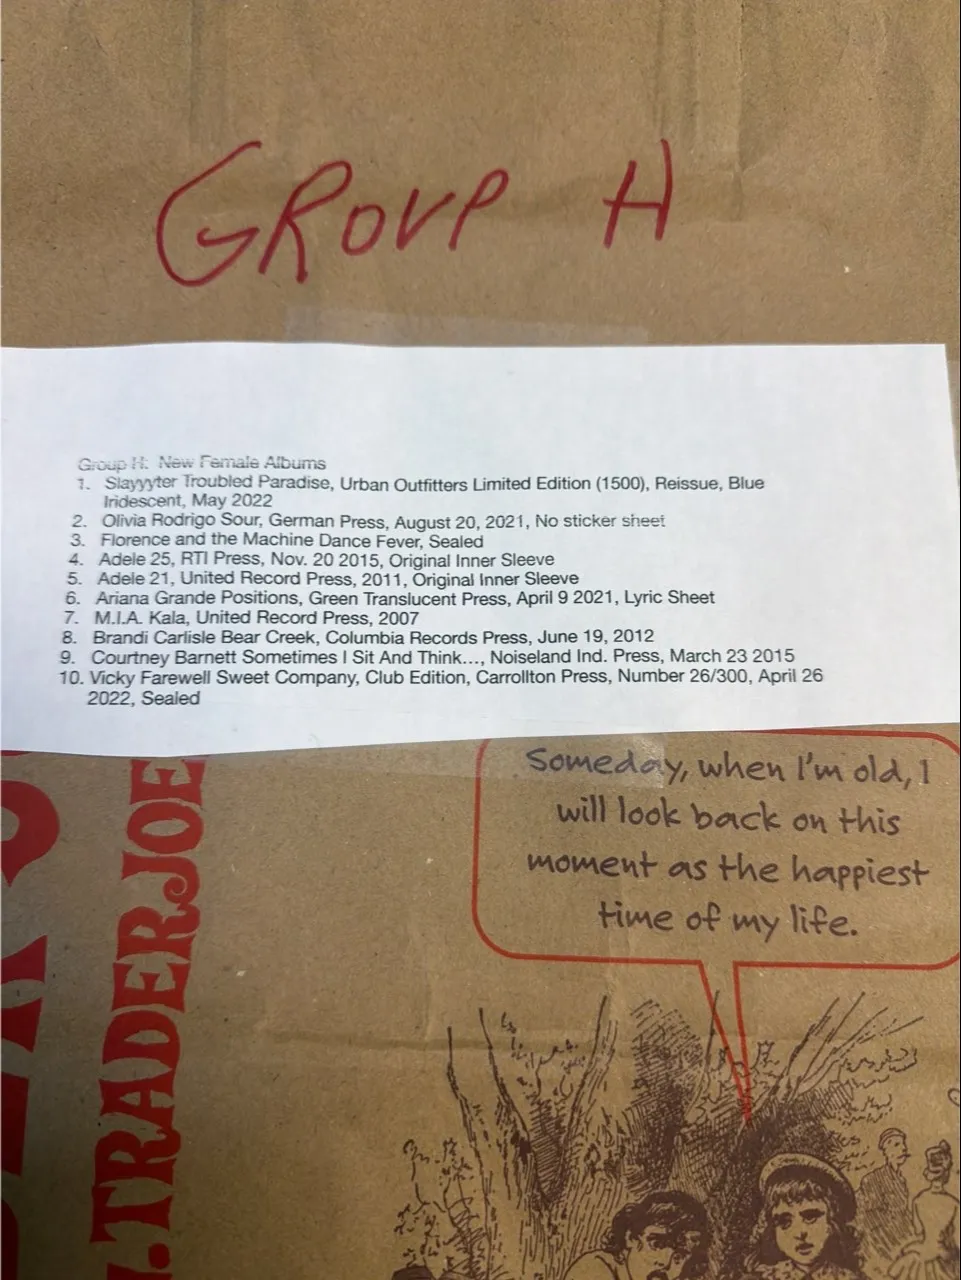 GROUP H
Group H: New Female Albums
1. Slayyyter Troubled Paradise, Urban Outfitters Limited Edition (1500), Reissue, Blue
Iridescent, May 2022
2. Olivia Rodrigo Sour, German Press, August 20, 2021, No sticker sheet
3. Florence and the Machine Dance Fever, Sealed
4. Adele 25, RTI Press, Nov. 20 2015, Original Inner Sleeve
5. Adele 21, United Record Press, 2011, Original Inner Sleeve
6. Ariana Grande Positions, Green Translucent Press, April 9 2021, Lyric Sheet
7. M.I.A. Kala, United Record Press, 2007
8. Brandi Carlisle Bear Creek, Columbia Records Press, June 19, 2012
9. Courtney Barnett Sometimes I Sit And Think..., Noiseland Ind. Press, March 23 2015
10. Vicky Farewell Sweet Company, Club Edition, Carrollton Press, Number 26/300, April 26
2022, Sealed
Someday, when I'm old, I
will look back on this
moment as the happiest
time of my life.
.TRADERJOE